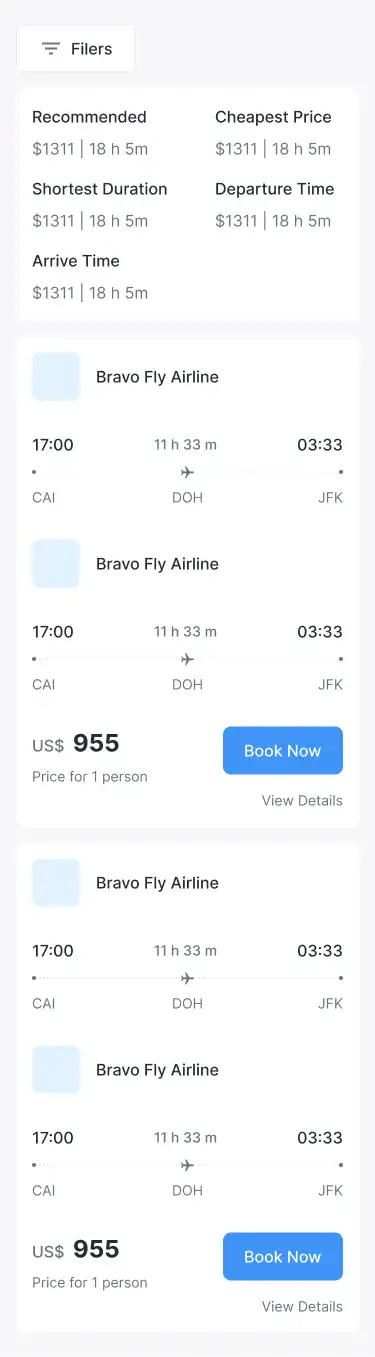 Filers
Recommended Cheapest Price
$1311 | 18 h 5m $1311 | 18 h 5m
Shortest Duration Departure Time
$1311 | 18 h 5m $1311 | 18 h 5m
Arrive Time
$1311 | 18 h 5m
Bravo Fly Airline
17:00 11 h 33 m 03:33
CAI DOH JFK
Bravo Fly Airline
17:00 11 h 33 m 03:33
CAI DOH JFK
US$ 955 Book Now
Price for 1 person
View Details
Bravo Fly Airline
17:00 11 h 33 m 03:33
CAI DOH JFK
Bravo Fly Airline
17:00 11 h 33 m 03:33
CAI DOH JFK
US$ 955 Book Now
Price for 1 person
View Details